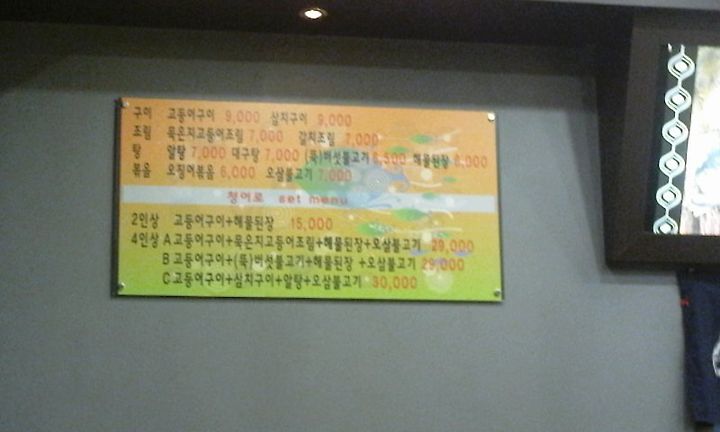 구이 고등어구이 9,000 삼치구이 9,000
조림 묵은지고등어조림 7,000 갈치조림 7,000
탕 알탕 7,000 대구탕 7,000 (뚝)버섯불고기 6,500 해물된장 6,000
볶음 오징어볶음 6,000 오삼불고기 7,000
청어로 set menu
2인상 고등어구이+해물된장 15,000
4인상 A 고등어구이+묵은지고등어조림+해물된장+오삼불고기 29,000
B 고등어구이+(뚝)버섯불고기+해물된장 +오삼불고기 29,000
C 고등어구이+삼치구이+알탕+오삼불고기 30,000